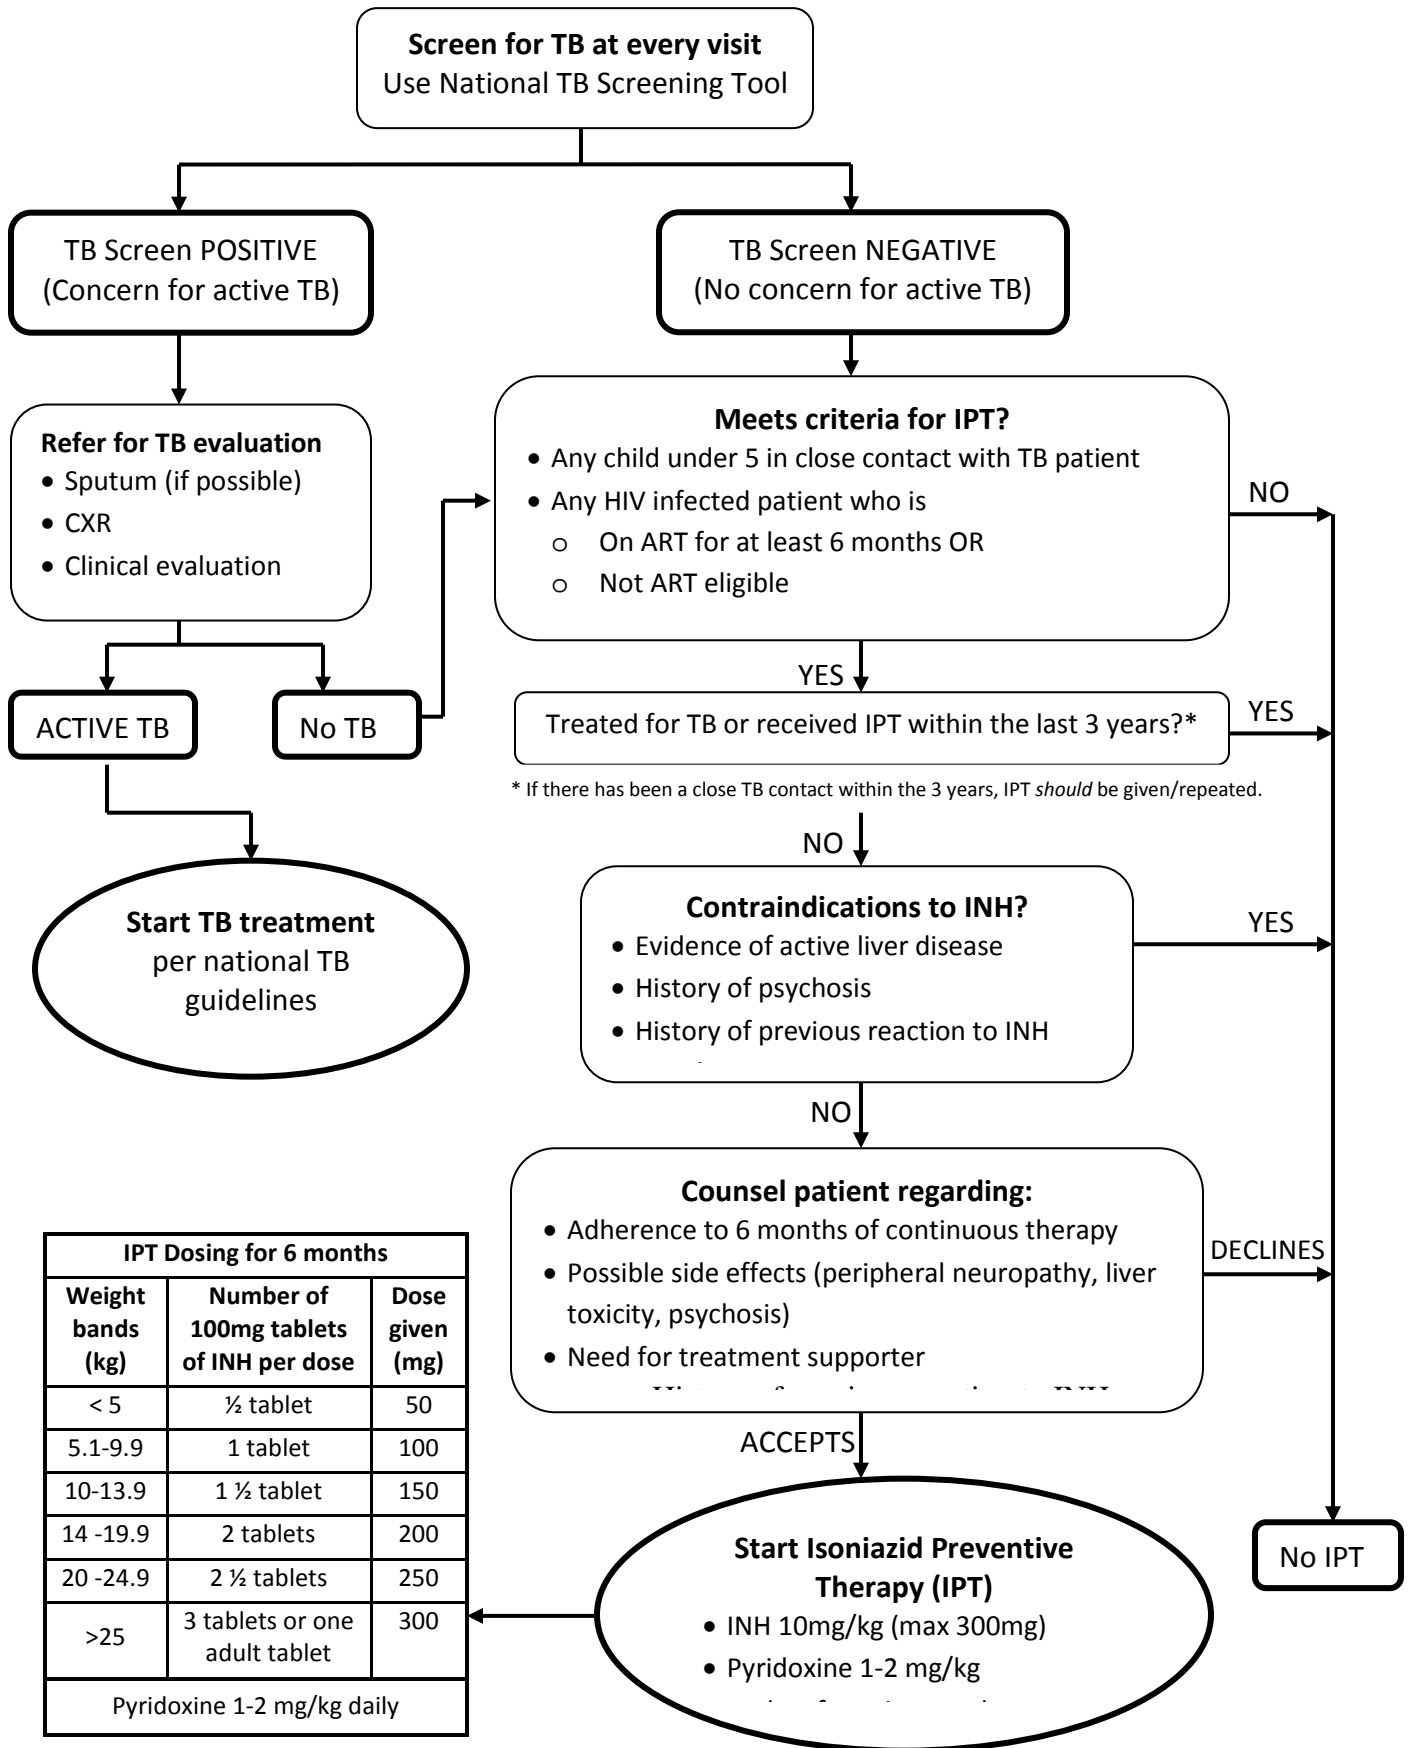 Screen for TB at every visit
Use National TB Screening Tool
TB Screen POSITIVE
(Concern for active TB)
TB Screen NEGATIVE
(No concern for active TB)
Refer for TB evaluation
• Sputum (if possible)
• CXR
• Clinical evaluation
Meets criteria for IPT?
• Any child under 5 in close contact with TB patient
• Any HIV infected patient who is
o On ART for at least 6 months OR
o Not ART eligible
NO
YES
ACTIVE TB
No TB
Treated for TB or received IPT within the last 3 years?*
YES
* If there has been a close TB contact within the 3 years, IPT should be given/repeated.
NO
Start TB treatment
per national TB
guidelines
Contraindications to INH?
• Evidence of active liver disease
• History of psychosis
• History of previous reaction to INH
YES
NO
Counsel patient regarding:
• Adherence to 6 months of continuous therapy
• Possible side effects (peripheral neuropathy, liver
toxicity, psychosis)
• Need for treatment supporter
DECLINES
ACCEPTS
IPT Dosing for 6 months
Weight
bands
(kg)
Number of
100mg tablets
of INH per dose
Dose
given
(mg)
< 5 ½ tablet 50
5.1-9.9 1 tablet 100
10-13.9 1 ½ tablet 150
14 -19.9 2 tablets 200
20 -24.9 2 ½ tablets 250
>25 3 tablets or one
adult tablet 300
Pyridoxine 1-2 mg/kg daily
Start Isoniazid Preventive
Therapy (IPT)
• INH 10mg/kg (max 300mg)
• Pyridoxine 1-2 mg/kg
No IPT